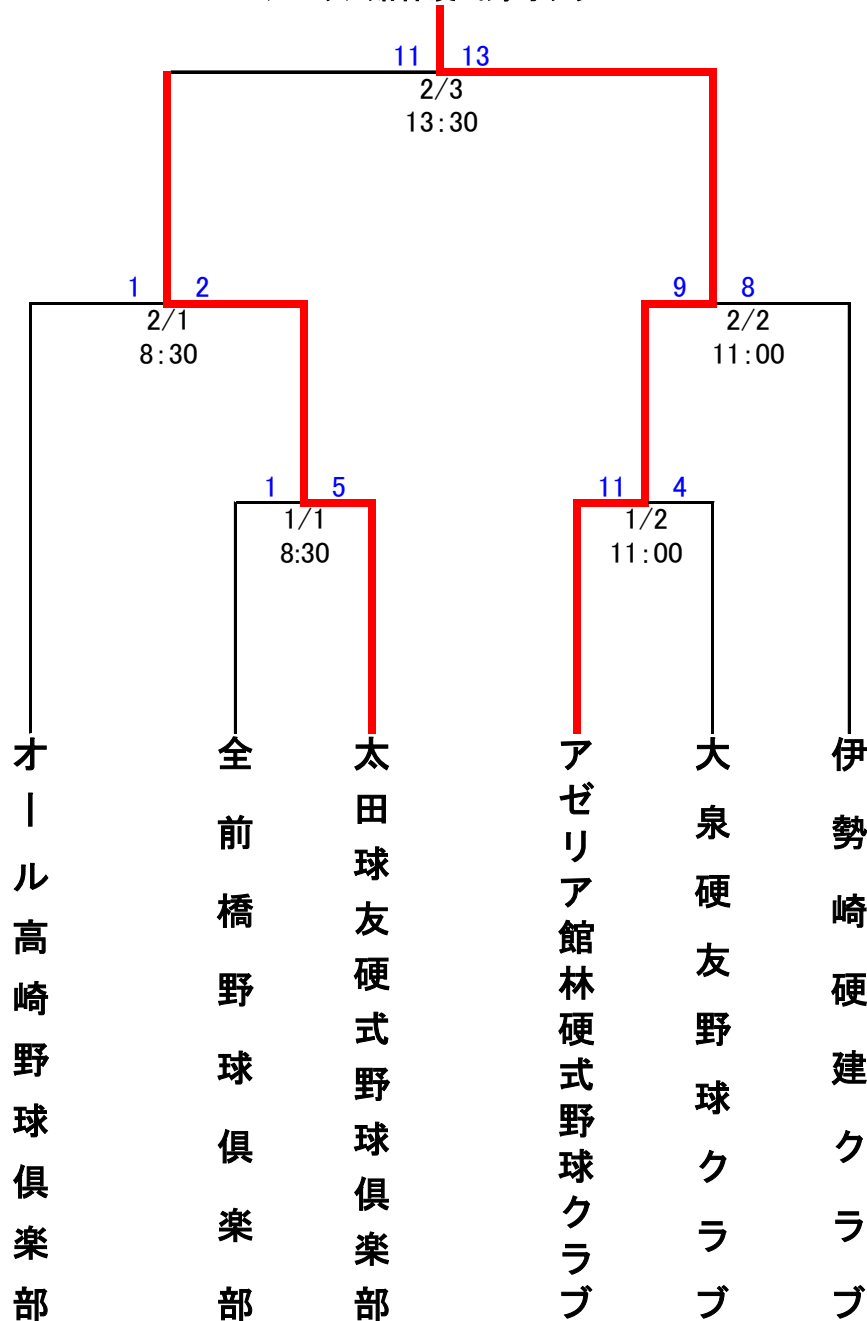 11 13
2/3
13:30
1 2
9 8
2/1
2/2
8:30
11:00
1 5
11 4
1/1
1/2
8:30
11:00
オール高崎野球倶楽部
全前橋野球倶楽部
太田球友硬式野球倶楽部
アゼリア館林硬式野球クラブ
大泉硬友野球クラブ
伊勢崎硬建クラブ